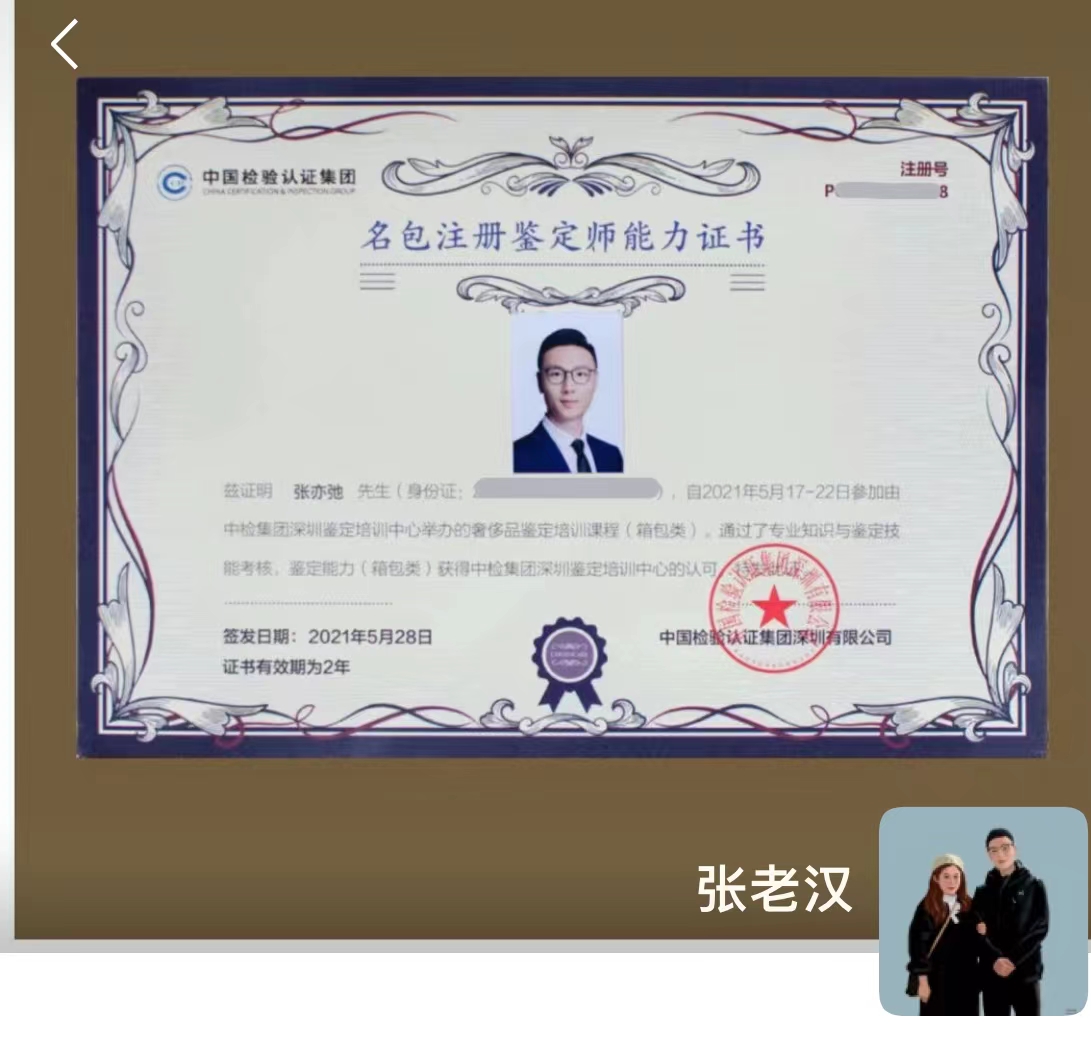 中国检验认证集团
CHINA CERTIFICATION & INSPECTION GROUP
注册号
P 8
名包注册鉴定师能力证书
兹证明 张亦弛 先生（身份证: ），自2021年5月17-22日参加由
中检集团深圳鉴定培训中心举办的奢侈品鉴定培训课程（箱包类）。通过了专业知识与鉴定技
能考核，鉴定能力（箱包类）获得中检集团深圳鉴定培训中心的认可
签发日期: 2021年5月28日
中国检验认证集团深圳有限公司
证书有效期为2年
张老汉